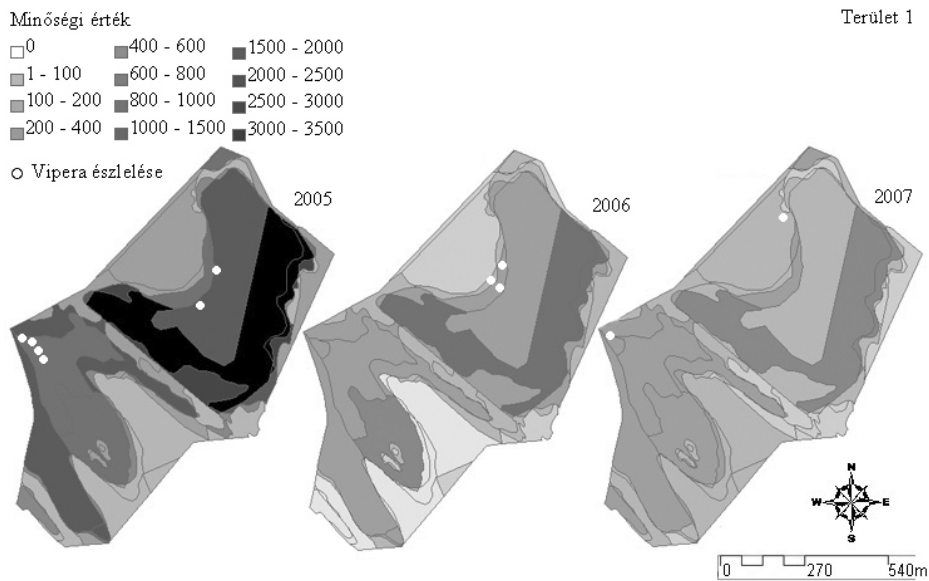 Minőségi érték
Terület 1
0
400 - 600
1500 - 2000
1 - 100
600 - 800
2000 - 2500
100 - 200
800 - 1000
2500 - 3000
200 - 400
1000 - 1500
3000 - 3500
Vipera észlelése
2005
2006
2007
N
W
E
S
0
270
540m